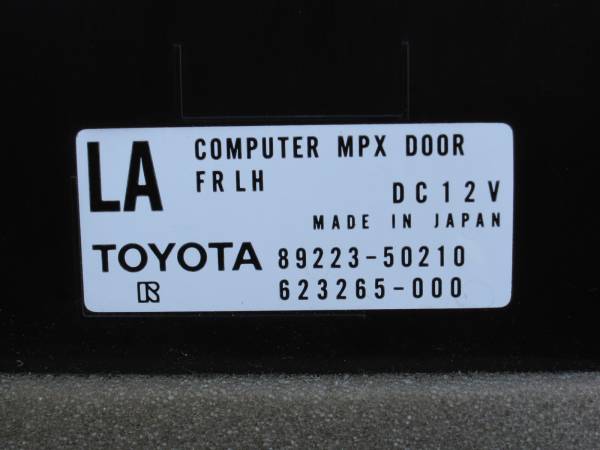 LA COMPUTER MPX DOOR
FR LH
DC12V
MADE IN JAPAN
TOYOTA 89223-50210
R 623265-000